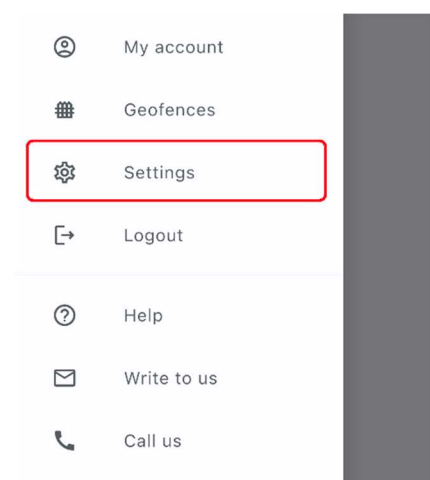 My account
Geofences
Settings
Logout
Help
Write to us
Call us